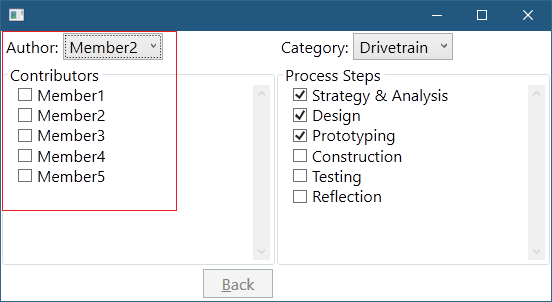 Author: Member2
Category: Drivetrain
Contributors
Member1
Member2
Member3
Member4
Member5
Process Steps
Strategy & Analysis
Design
Prototyping
Construction
Testing
Reflection
Back